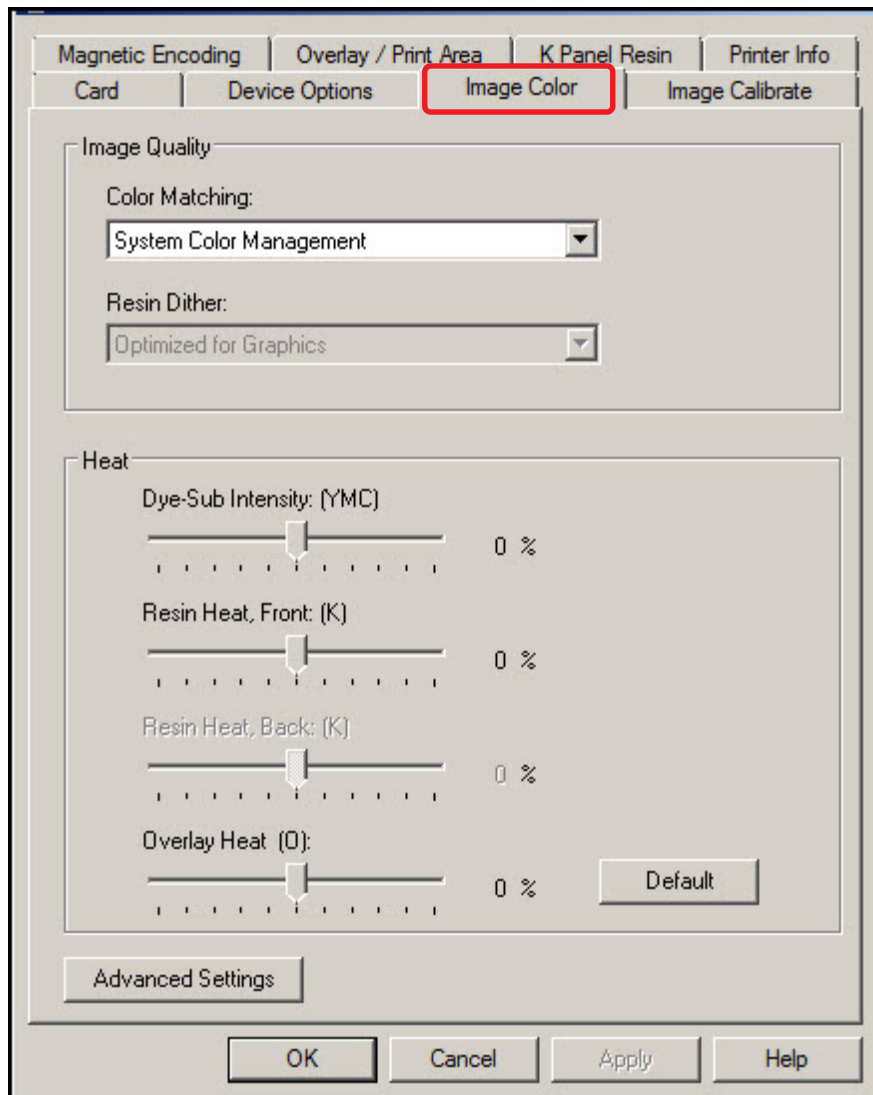 Magnetic Encoding Overlay / Print Area K Panel Resin Printer Info
Card Device Options Image Color Image Calibrate
Image Quality
Color Matching:
System Color Management
Resin Dither:
Optimized for Graphics
Heat
Dye-Sub Intensity: (YMC)
0 %
Resin Heat, Front: (K)
0 %
Resin Heat, Back: (K)
0 %
Overlay Heat (O):
0 %
Default
Advanced Settings
OK Cancel Apply Help